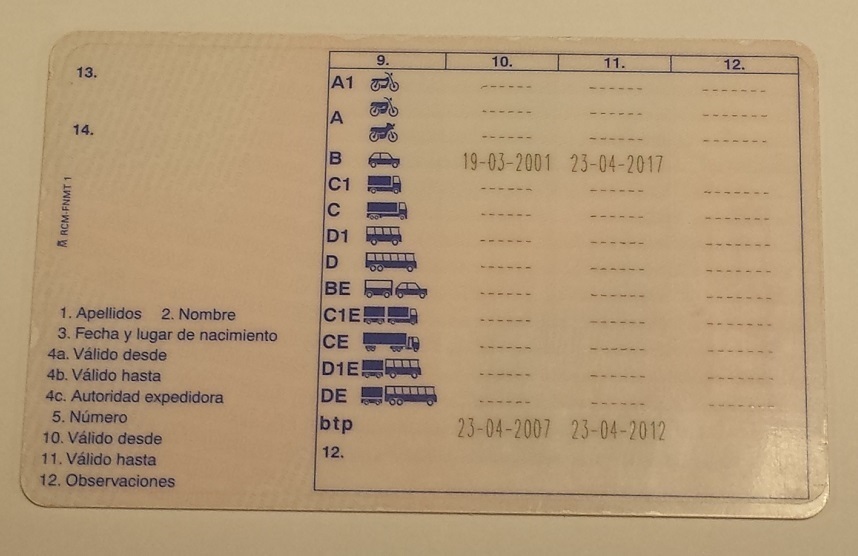 13.
14.
RCM-FNMT 1
1. Apellidos 2. Nombre
3. Fecha y lugar de nacimiento
4a. Válido desde
4b. Válido hasta
4c. Autoridad expedidora
5. Número
10. Válido desde
11. Válido hasta
12. Observaciones
9. 10. 11. 12.
A1 ------ ------ -------
A ------ ------ -------
------ ------ -------
B 19-03-2001 23-04-2017
C1 ------ ------ -------
C ------ ------ -------
D1 ------ ------ -------
D ------ ------ -------
BE ------ ------ -------
C1E ------ ------ -------
CE ------ ------ -------
D1E ------ ------ -------
DE ------ ------ -------
btp 23-04-2007 23-04-2012
12.